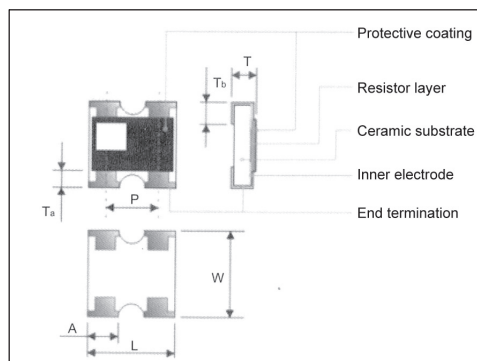 Protective coating
T
Tb
Resistor layer
Ceramic substrate
Inner electrode
P
Ta
End termination
W
A
L